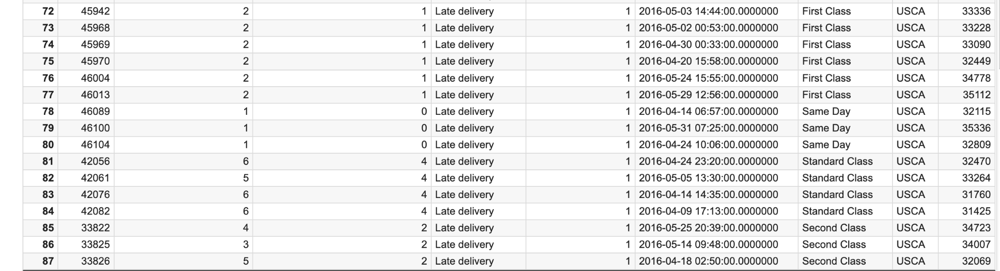 72 45942 2 1 Late delivery 1 2016-05-03 14:44:00.0000000 First Class USCA 33336
73 45968 2 1 Late delivery 1 2016-05-02 00:53:00.0000000 First Class USCA 33228
74 45969 2 1 Late delivery 1 2016-04-30 00:33:00.0000000 First Class USCA 33090
75 45970 2 1 Late delivery 1 2016-04-20 15:58:00.0000000 First Class USCA 32449
76 46004 2 1 Late delivery 1 2016-05-24 15:55:00.0000000 First Class USCA 34778
77 46013 2 1 Late delivery 1 2016-05-29 12:56:00.0000000 First Class USCA 35112
78 46089 1 0 Late delivery 1 2016-04-14 06:57:00.0000000 Same Day USCA 32115
79 46100 1 0 Late delivery 1 2016-05-31 07:25:00.0000000 Same Day USCA 35336
80 46104 1 0 Late delivery 1 2016-04-24 10:06:00.0000000 Same Day USCA 32809
81 42056 6 4 Late delivery 1 2016-04-24 23:20:00.0000000 Standard Class USCA 32470
82 42061 5 4 Late delivery 1 2016-05-05 13:30:00.0000000 Standard Class USCA 33264
83 42076 6 4 Late delivery 1 2016-04-14 14:35:00.0000000 Standard Class USCA 31760
84 42082 6 4 Late delivery 1 2016-04-09 17:13:00.0000000 Standard Class USCA 31425
85 33822 4 2 Late delivery 1 2016-05-25 20:39:00.0000000 Second Class USCA 34723
86 33825 3 2 Late delivery 1 2016-05-14 09:48:00.0000000 Second Class USCA 34007
87 33826 5 2 Late delivery 1 2016-04-18 02:50:00.0000000 Second Class USCA 32069